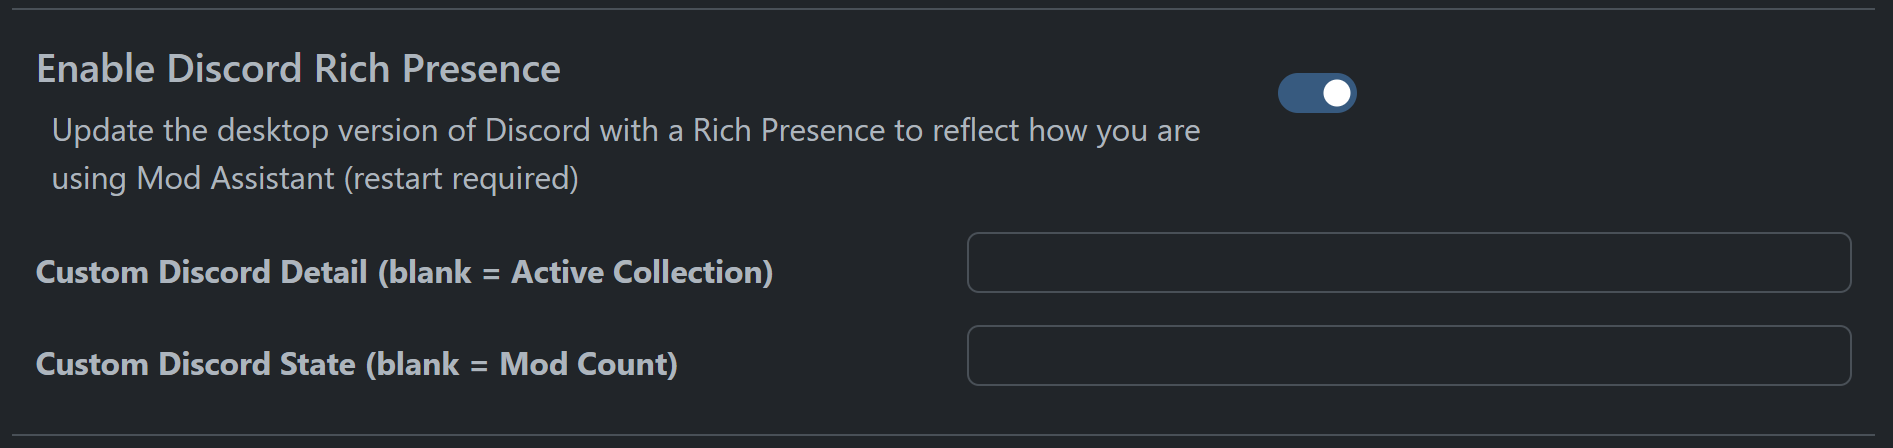 Enable Discord Rich Presence
Update the desktop version of Discord with a Rich Presence to reflect how you are
using Mod Assistant (restart required)
Custom Discord Detail (blank = Active Collection)
Custom Discord State (blank = Mod Count)